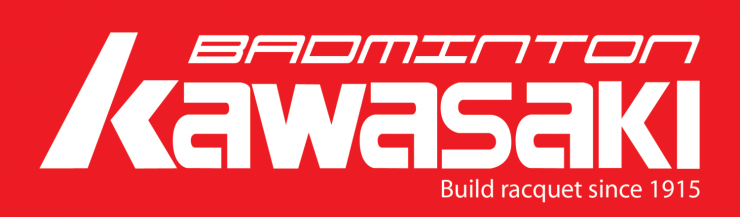 BADMINTON
Kawasaki
Build racquet since 1915